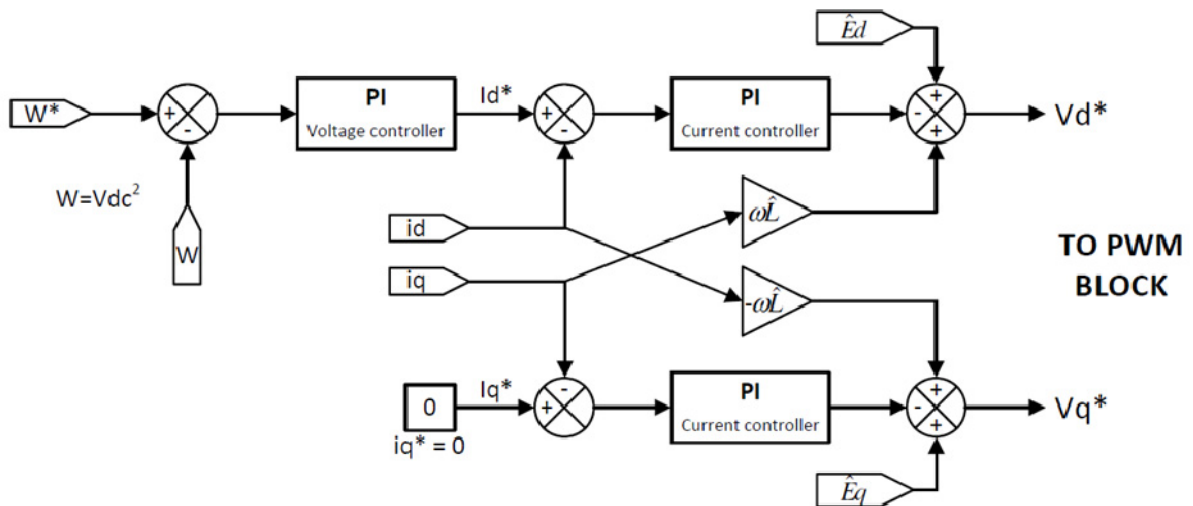 Êd
W*
+
-
PI
Voltage controller
Id*
+
-
PI
Current controller
+
-
+
Vd*
W=Vdc²
W
id
iq
ωL̂
-ωL̂
TO PWM
BLOCK
0
iq* = 0
Iq*
-
+
PI
Current controller
+
-
+
Vq*
Êq